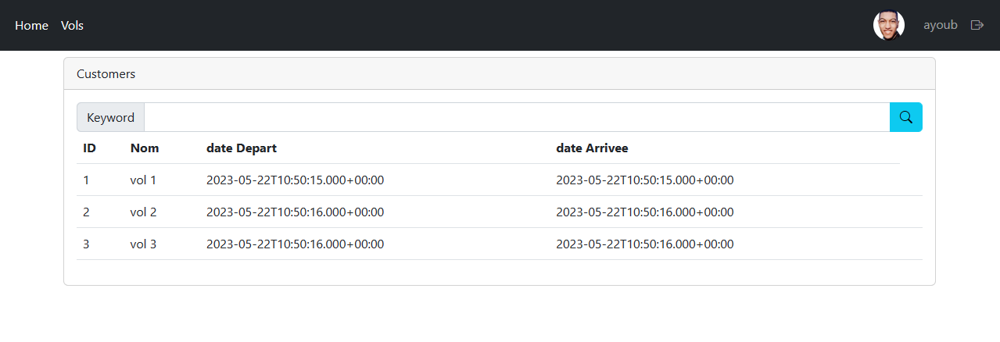 Home Vols ayoub
Customers
Keyword
ID Nom date Depart date Arrivee
1 vol 1 2023-05-22T10:50:15.000+00:00 2023-05-22T10:50:15.000+00:00
2 vol 2 2023-05-22T10:50:16.000+00:00 2023-05-22T10:50:16.000+00:00
3 vol 3 2023-05-22T10:50:16.000+00:00 2023-05-22T10:50:16.000+00:00